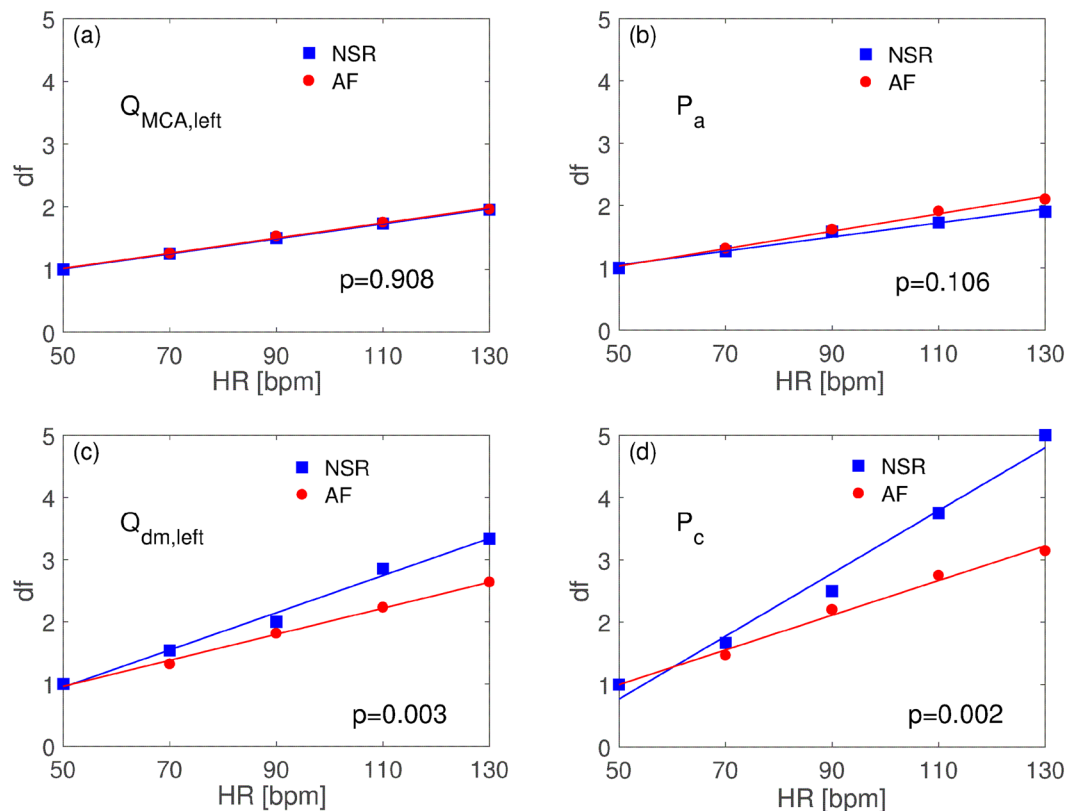 (a)
NSR
AF
Q_MCA,left
p=0.908
df
5
4
3
2
1
0
50 70 90 110 130
HR [bpm]
(b)
NSR
AF
P_a
p=0.106
df
5
4
3
2
1
0
50 70 90 110 130
HR [bpm]
(c)
NSR
AF
Q_dm,left
p=0.003
df
5
4
3
2
1
0
50 70 90 110 130
HR [bpm]
(d)
NSR
AF
P_c
p=0.002
df
5
4
3
2
1
0
50 70 90 110 130
HR [bpm]